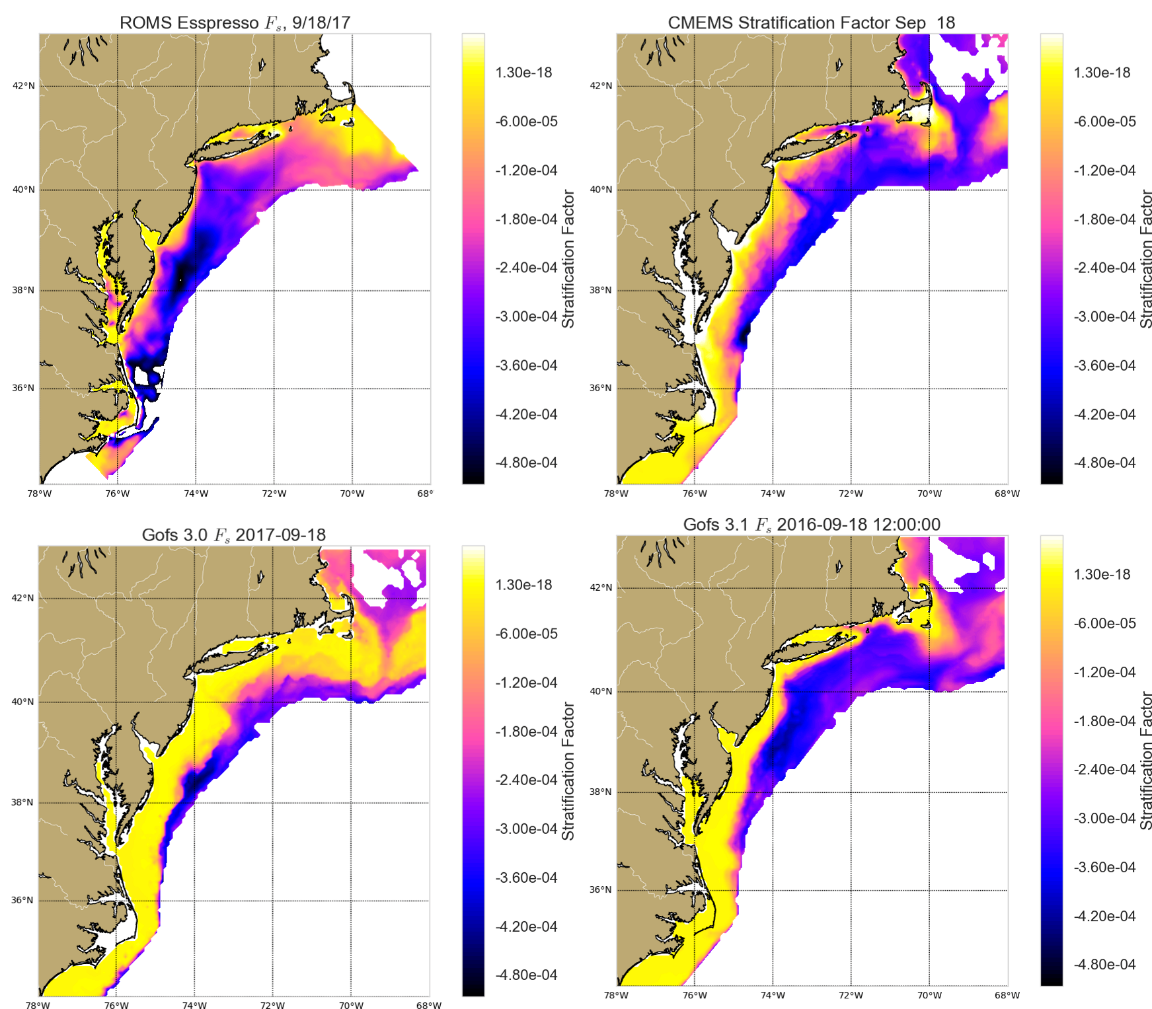 ROMS Esspresso Fs, 9/18/17
42°N
40°N
38°N
36°N
78°W 76°W 74°W 72°W 70°W 68°
1.30e-18
-6.00e-05
-1.20e-04
-1.80e-04
-2.40e-04
-3.00e-04
-3.60e-04
-4.20e-04
-4.80e-04
Stratification Factor
CMEMS Stratification Factor Sep 18
42°N
40°N
38°N
36°N
78°W 76°W 74°W 72°W 70°W 68°W
1.30e-18
-6.00e-05
-1.20e-04
-1.80e-04
-2.40e-04
-3.00e-04
-3.60e-04
-4.20e-04
-4.80e-04
Stratification Factor
Gofs 3.0 Fs 2017-09-18
42°N
40°N
38°N
36°N
78°W 76°W 74°W 72°W 70°W 68°W
1.30e-18
-6.00e-05
-1.20e-04
-1.80e-04
-2.40e-04
-3.00e-04
-3.60e-04
-4.20e-04
-4.80e-04
Stratification Factor
Gofs 3.1 Fs 2016-09-18 12:00:00
42°N
40°N
38°N
36°N
78°W 76°W 74°W 72°W 70°W 68°W
1.30e-18
-6.00e-05
-1.20e-04
-1.80e-04
-2.40e-04
-3.00e-04
-3.60e-04
-4.20e-04
-4.80e-04
Stratification Factor